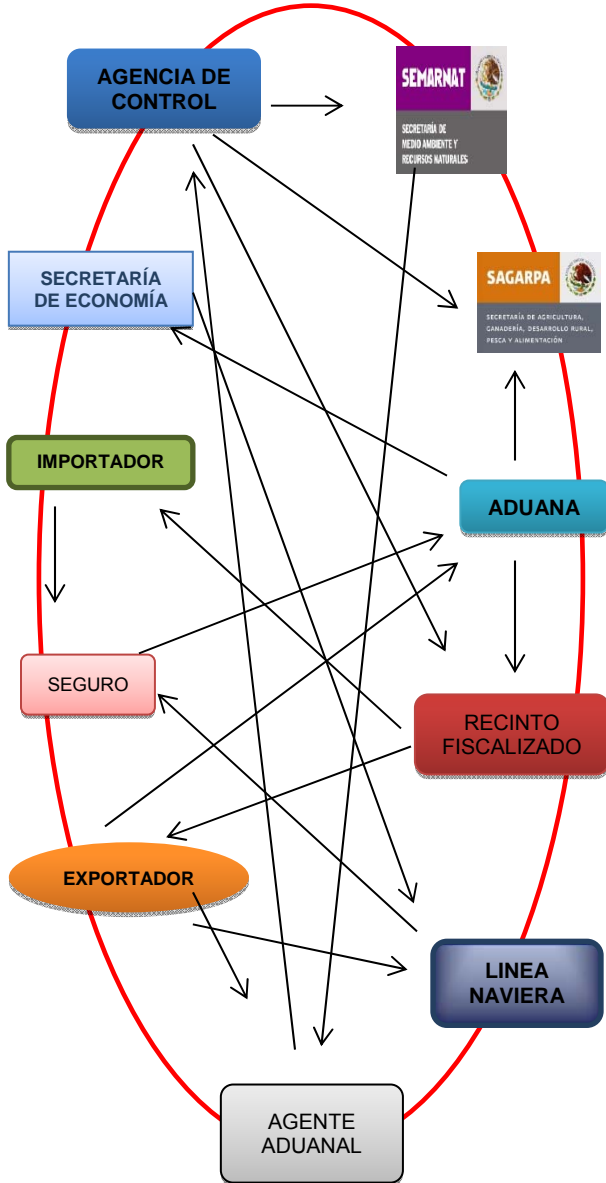 AGENCIA DE
CONTROL
SEMARNAT
SECRETARÍA DE
MEDIO AMBIENTE Y
RECURSOS NATURALES
SECRETARÍA
DE ECONOMÍA
SAGARPA
SECRETARÍA DE AGRICULTURA,
GANADERÍA, DESARROLLO RURAL,
PESCA Y ALIMENTACIÓN
IMPORTADOR
ADUANA
SEGURO
RECINTO
FISCALIZADO
EXPORTADOR
LINEA
NAVIERA
AGENTE
ADUANAL